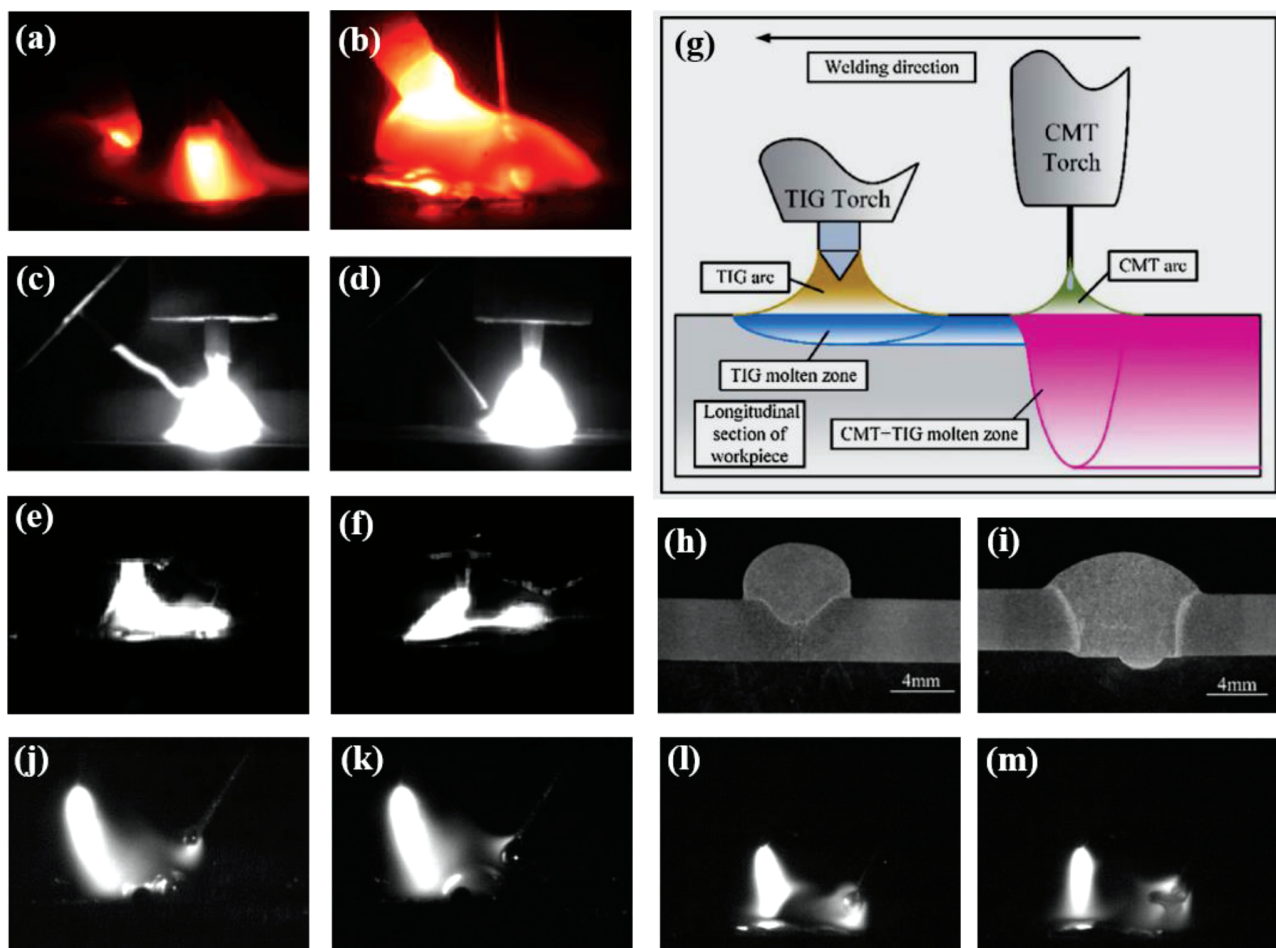 (a)
(b)
(c)
(d)
(e)
(f)
(g)
Welding direction
CMT
Torch
TIG Torch
TIG arc
CMT arc
TIG molten zone
CMT−TIG molten zone
Longitudinal
section of
workpiece
(h)
4mm
(i)
4mm
(j)
(k)
(l)
(m)